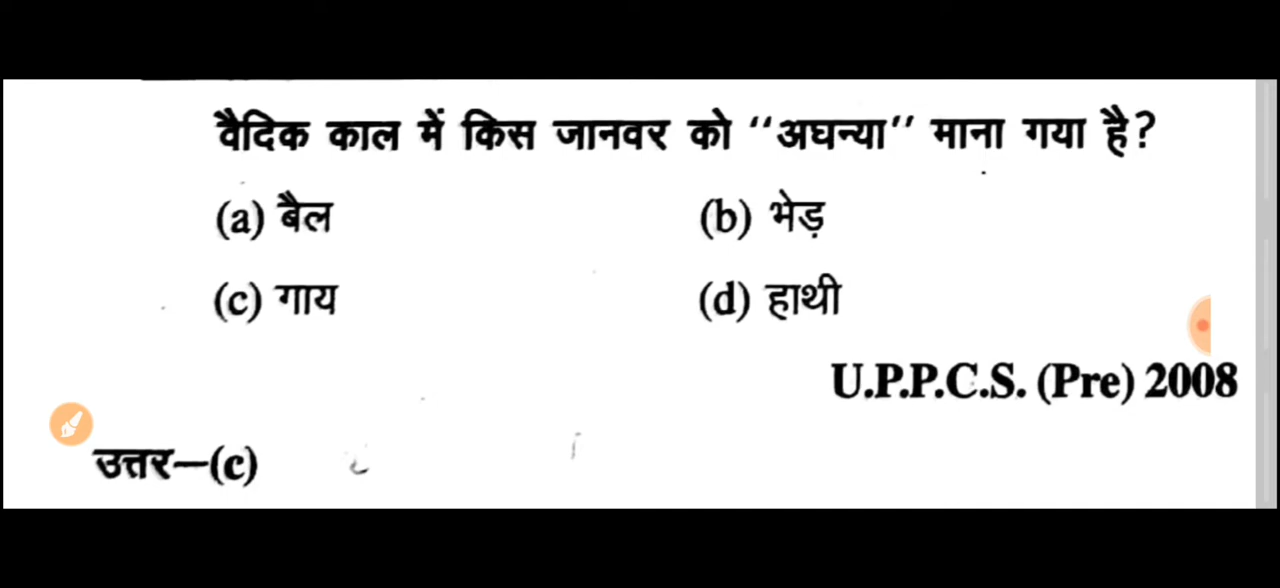 वैदिक काल में किस जानवर को ‘‘अघन्या’’ माना गया है?
(a) बैल (b) भेड़
(c) गाय (d) हाथी
U.P.P.C.S. (Pre) 2008
उत्तर—(c)